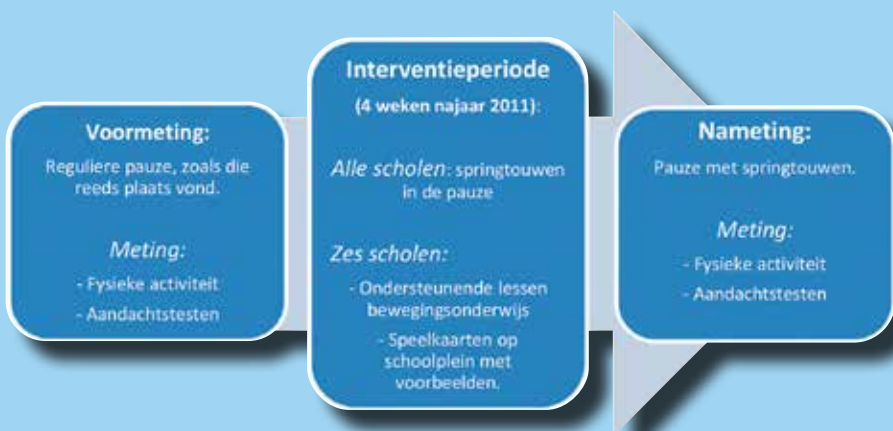 Voormeting:
Reguliere pauze, zoals die
reeds plaats vond.
Meting:
- Fysieke activiteit
- Aandachtstesten
Interventieperiode
(4 weken najaar 2011):
Alle scholen: springtouwen
in de pauze
Zes scholen:
- Ondersteunende lessen
bewegingsonderwijs
- Speelkaarten op
schoolplein met
voorbeelden.
Nameting:
Pauze met springtouwen.
Meting:
- Fysieke activiteit
- Aandachtstesten